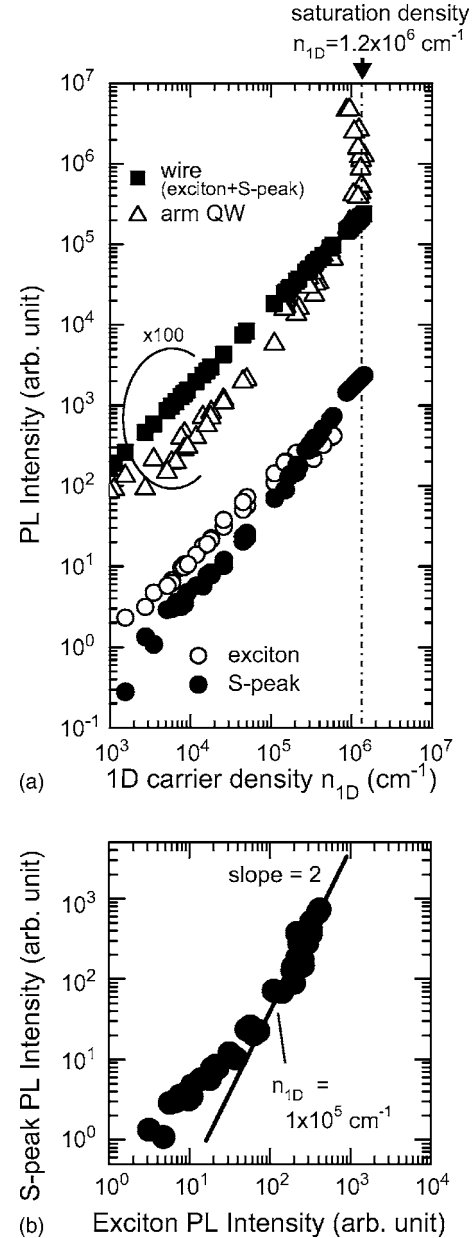 saturation density
n1D=1.2x10^6 cm^-1
10^7
10^6
10^5
10^4
10^3
10^2
10^1
10^0
10^-1
PL Intensity (arb. unit)
wire
(exciton+S-peak)
arm QW
x100
exciton
S-peak
10^3 10^4 10^5 10^6 10^7
(a) 1D carrier density n1D (cm^-1)
10^3
10^2
10^1
10^0
S-peak PL Intensity (arb. unit)
slope = 2
n1D =
1x10^5 cm^-1
10^0 10^1 10^2 10^3 10^4
(b) Exciton PL Intensity (arb. unit)